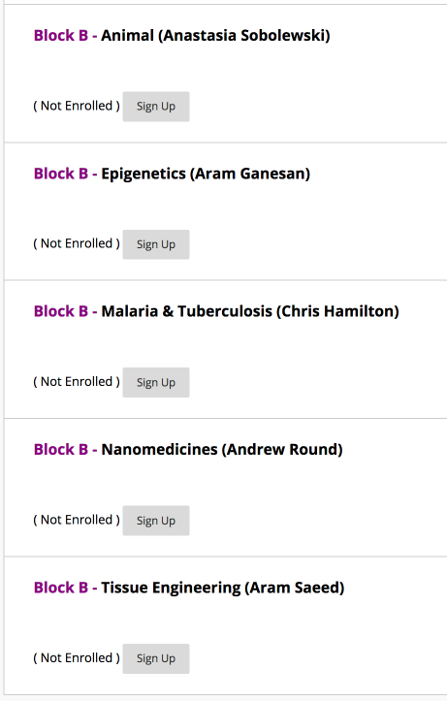 Block B - Animal (Anastasia Sobolewski)
( Not Enrolled ) Sign Up
Block B - Epigenetics (Aram Ganesan)
( Not Enrolled ) Sign Up
Block B - Malaria & Tuberculosis (Chris Hamilton)
( Not Enrolled ) Sign Up
Block B - Nanomedicines (Andrew Round)
( Not Enrolled ) Sign Up
Block B - Tissue Engineering (Aram Saeed)
( Not Enrolled ) Sign Up